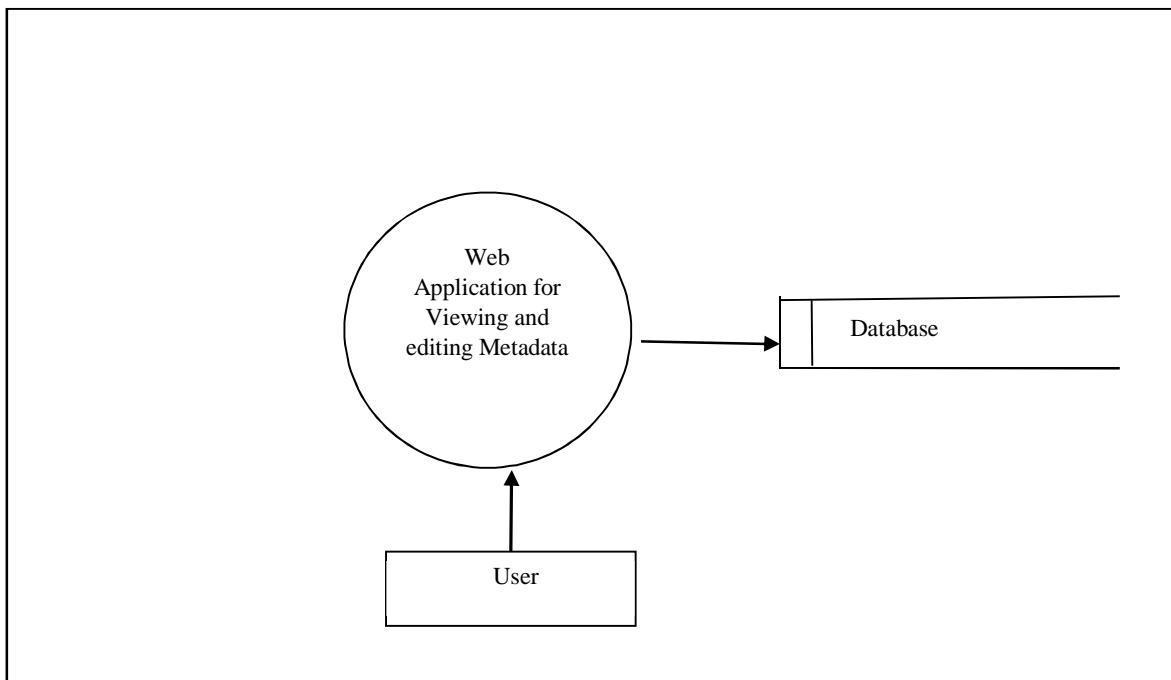 Web
Application for
Viewing and
editing Metadata
Database
User